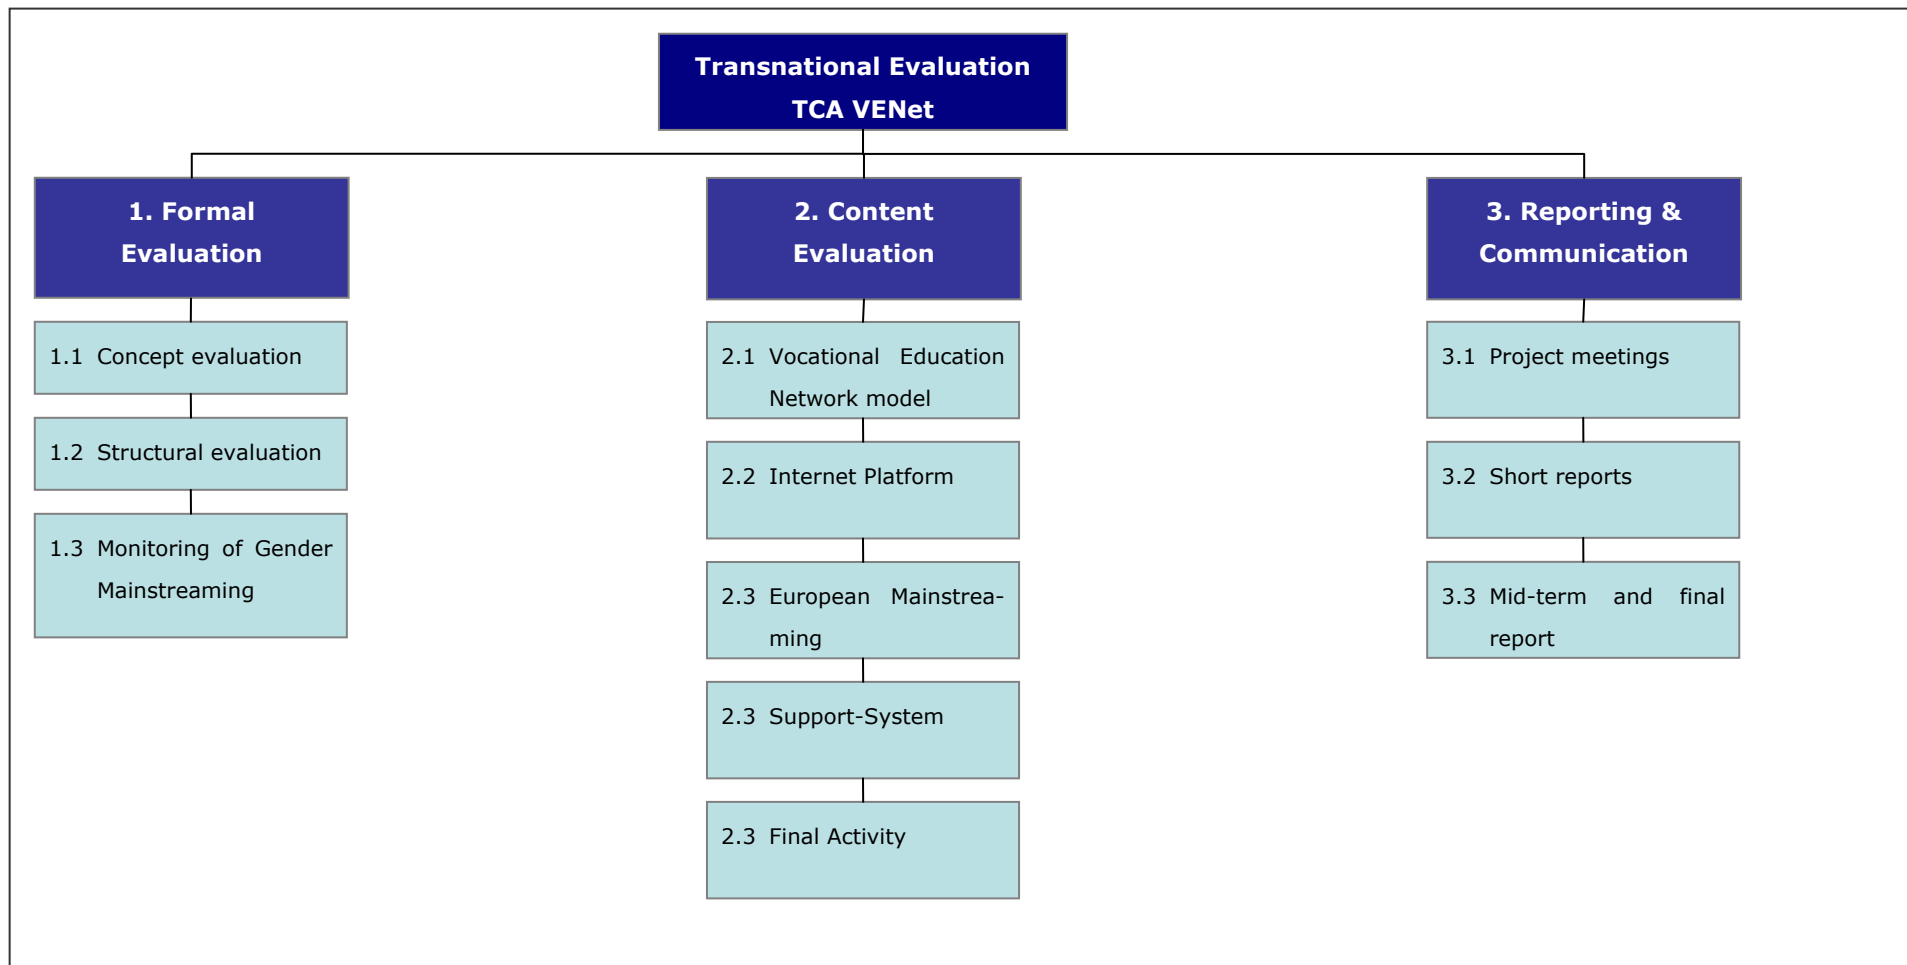 Transnational Evaluation
TCA VENet
1. Formal
Evaluation
1.1 Concept evaluation
1.2 Structural evaluation
1.3 Monitoring of Gender
Mainstreaming
2. Content
Evaluation
2.1 Vocational Education
Network model
2.2 Internet Platform
2.3 European Mainstrea-
ming
2.3 Support-System
2.3 Final Activity
3. Reporting &
Communication
3.1 Project meetings
3.2 Short reports
3.3 Mid-term and final
report